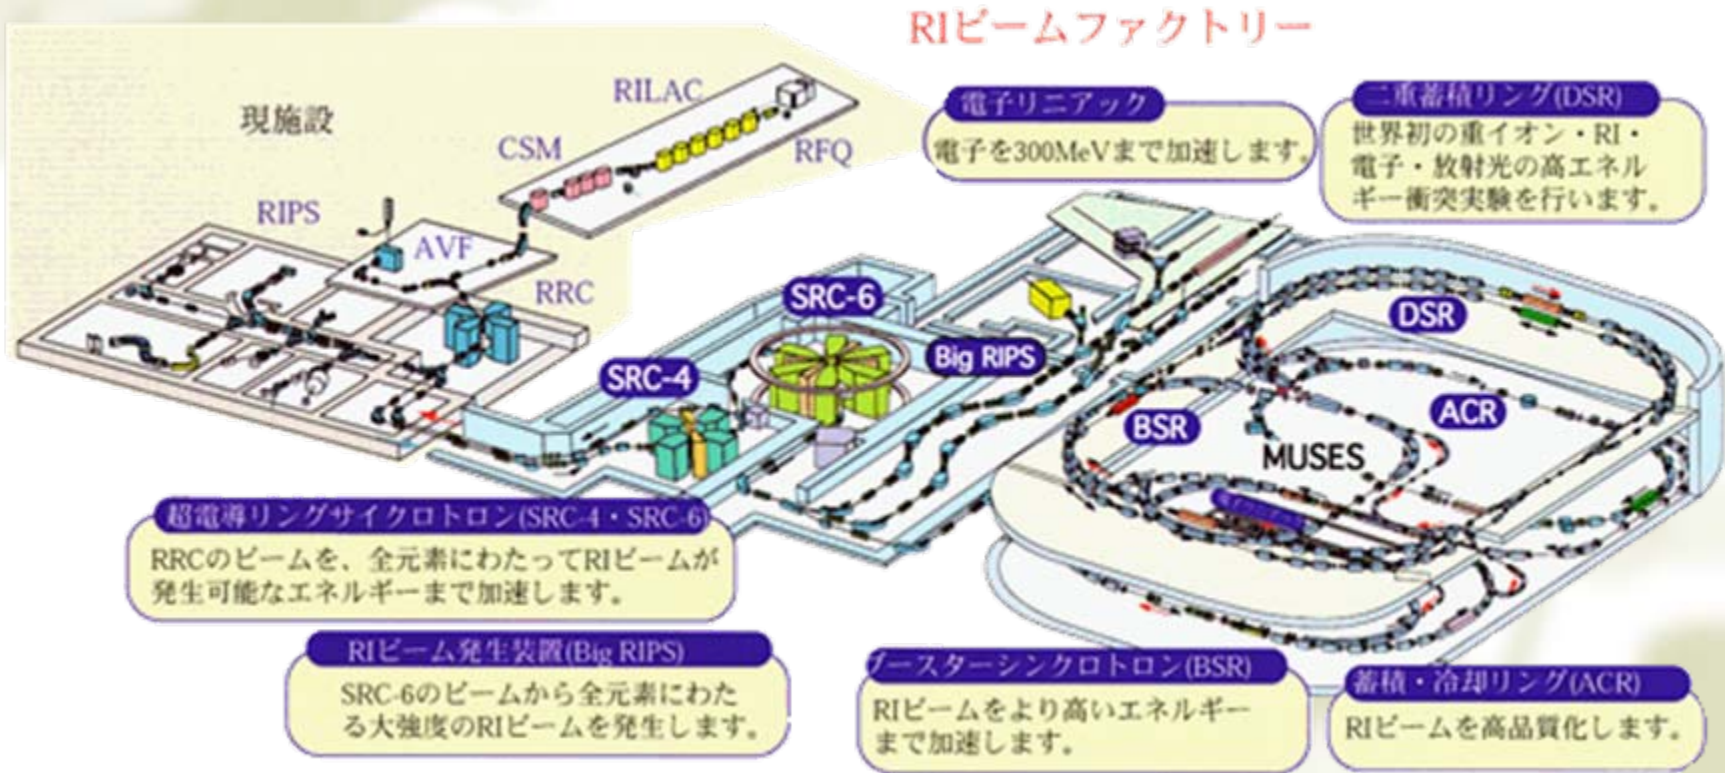 RIビームファクトリー
現施設
RILAC
CSM
RFQ
RIPS
AVF
RRC
電子リニアック
電子を300MeVまで加速します。
二重蓄積リング(DSR)
世界初の重イオン・RI・
電子・放射光の高エネル
ギー衝突実験を行います。
SRC-6
SRC-4
Big RIPS
DSR
BSR
ACR
MUSES
超電導リングサイクロトロン(SRC-4・SRC-6)
RRCのビームを、全元素にわたってRIビームが
発生可能なエネルギーまで加速します。
RIビーム発生装置(Big RIPS)
SRC-6のビームから全元素にわた
る大強度のRIビームを発生します。
ブースターシンクロトロン(BSR)
RIビームをより高いエネルギー
まで加速します。
蓄積・冷却リング(ACR)
RIビームを高品質化します。